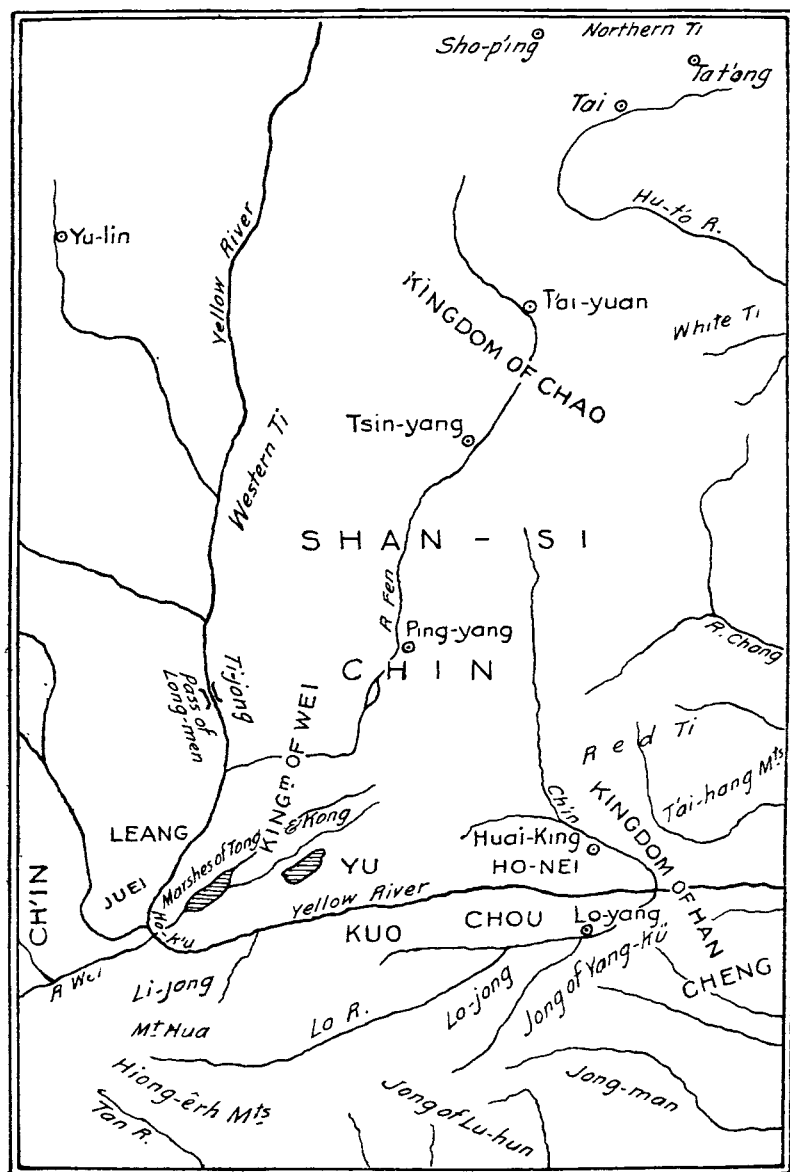 Northern Ti
Sho-p'ing
Tat'ong
Tai
Hu-t'o R.
Yu-lin
Yellow River
T'ai-yuan
KINGDOM OF CHAO
White Ti
Tsin-yang
Western Ti
SHAN-SI
R Fen
Ping-yang
R. Chang
CHIN
Ti-jong
Pass of
Long-men
Red Ti
T'ai-hang Mts
KINGm OF WEI
Ch'in
KINGDOM OF HAN
LEANG
Marshes of Tong & Kong
Huai-King
YU
HO-NEI
JUEI
CH'IN
Ho-k'u
Yellow River
KUO
CHOU
Lo-yang
CHENG
R Wei
Li-jong
Mt Hua
Lo R.
Lo-jong
Jong of Yang-Kü
Hiong-êrh Mts.
Tan R.
Jong of Lu-hun
Jong-man